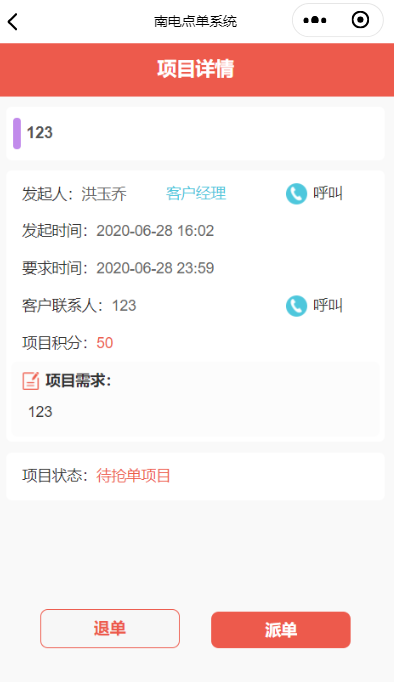 南电点单系统
项目详情
123
发起人：洪玉乔 客户经理 呼叫
发起时间：2020-06-28 16:02
要求时间：2020-06-28 23:59
客户联系人：123 呼叫
项目积分：50
项目需求：
123
项目状态：待抢单项目
退单 派单